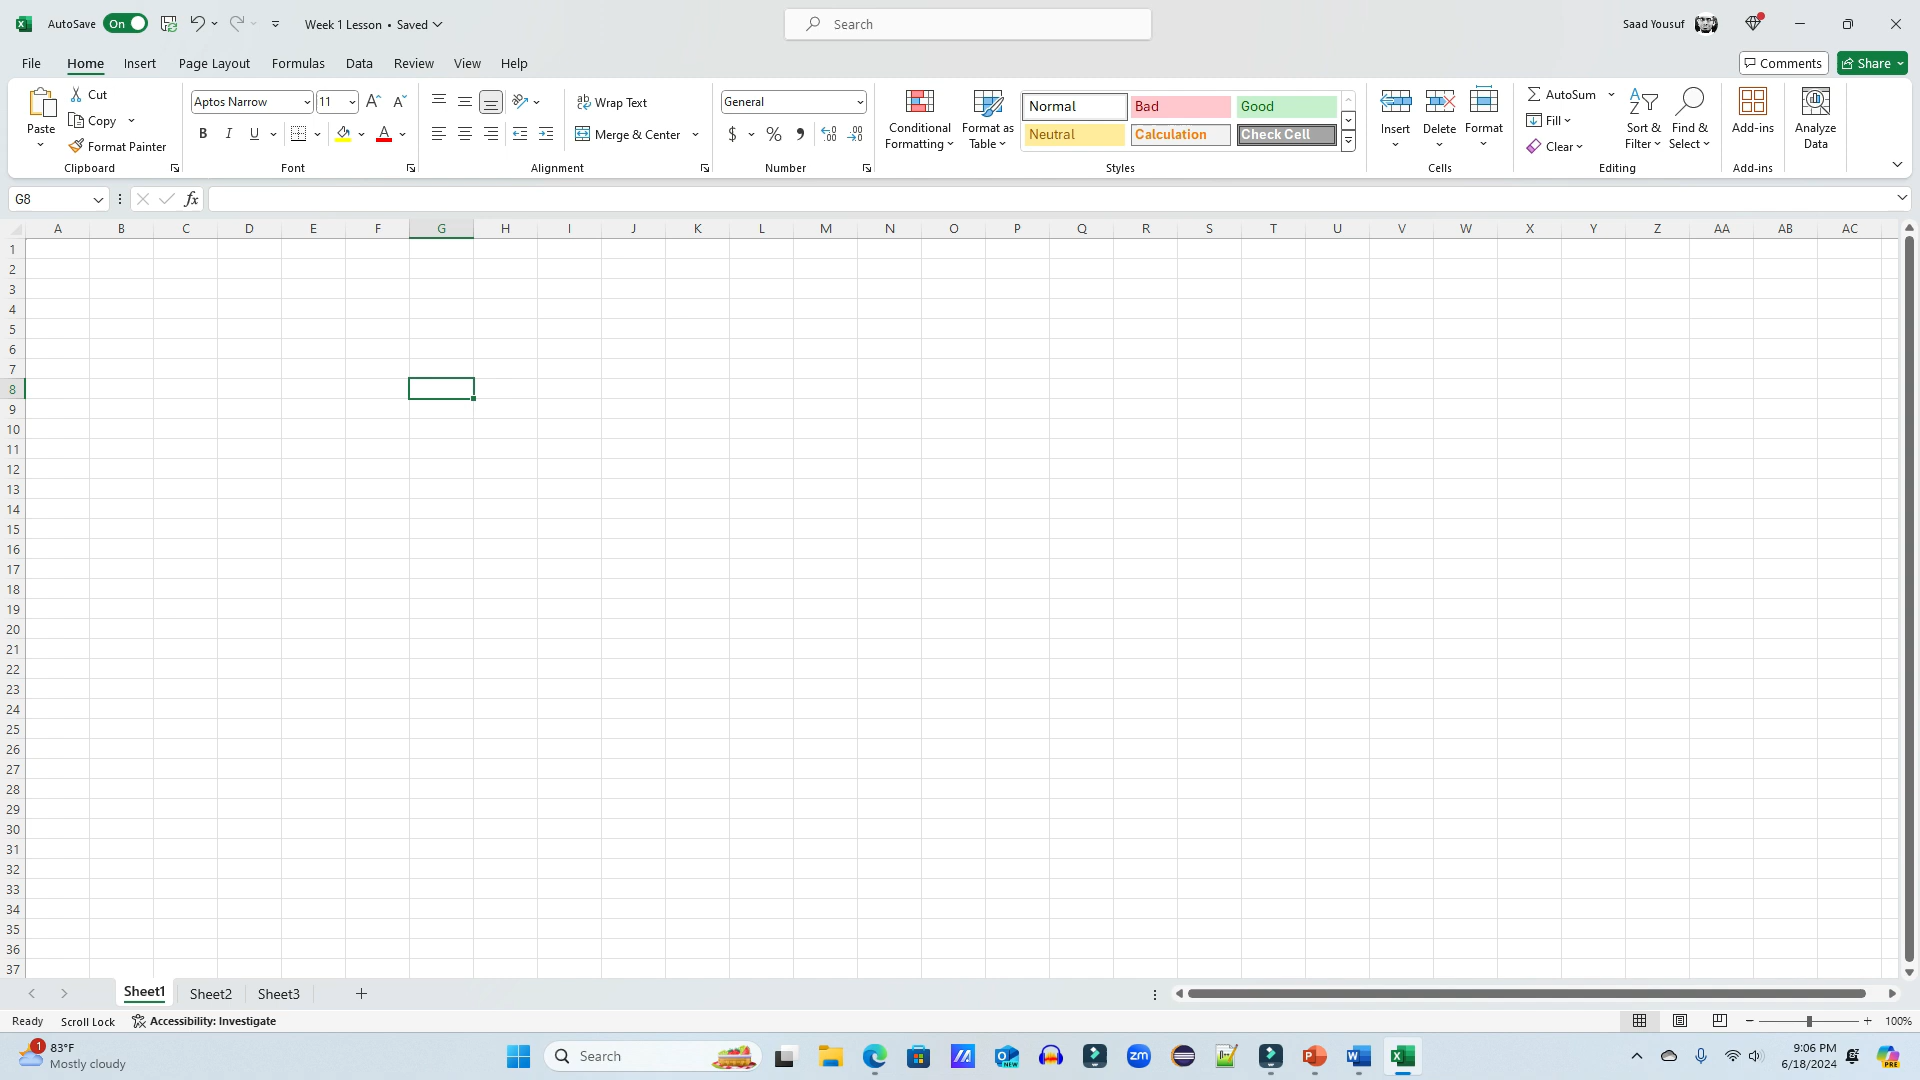 AutoSave On Week 1 Lesson • Saved Search Saad Yousuf
File Home Insert Page Layout Formulas Data Review View Help Comments Share
Paste Cut Copy Format Painter Clipboard
Aptos Narrow 11 B I U A Font
Wrap Text Merge & Center Alignment
General $ % Number
Conditional Formatting Format as Table Normal Bad Good Neutral Calculation Check Cell Styles
Insert Delete Format Cells
AutoSum Fill Clear Sort & Filter Find & Select Editing
Add-ins Add-ins Analyze Data
G8 fx
A B C D E F G H I J K L M N O P Q R S T U V W X Y Z AA AB AC
1
2
3
4
5
6
7
8
9
10
11
12
13
14
15
16
17
18
19
20
21
22
23
24
25
26
27
28
29
30
31
32
33
34
35
36
37
Sheet1 Sheet2 Sheet3
Ready Scroll Lock Accessibility: Investigate 100%
1 83°F Search 9:06 PM
Mostly cloudy 6/18/2024